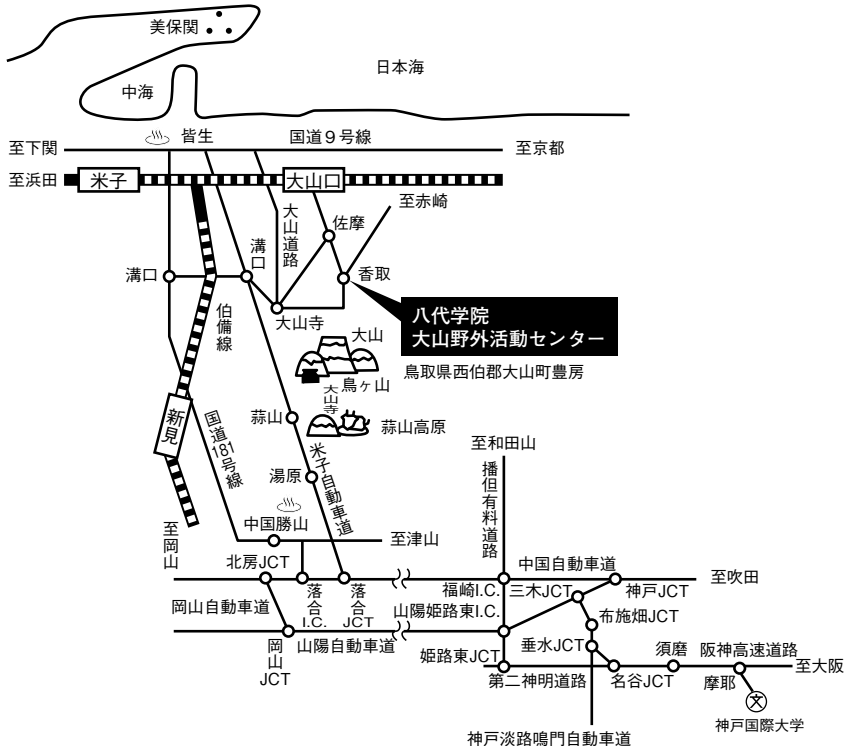 美保関
日本海
中海
皆生
国道9号線
至下関
至京都
至浜田
米子
大山口
至赤崎
大山道路
佐摩
溝口
溝口
香取
伯備線
大山寺
八代学院
大山野外活動センター
大山
鳥取県西伯郡大山町豊房
烏ヶ山
大山寺
新見
国道181号線
蒜山
蒜山高原
米子自動車道
至和田山
湯原
播但有料道路
至岡山
中国勝山
至津山
北房JCT
中国自動車道
落合I.C.
落合JCT
福崎I.C.
三木JCT
神戸JCT
至吹田
岡山自動車道
山陽姫路東I.C.
布施畑JCT
岡山JCT
山陽自動車道
垂水JCT
須磨
阪神高速道路
姫路東JCT
至大阪
第二神明道路
名谷JCT
摩耶
文
神戸国際大学
神戸淡路鳴門自動車道